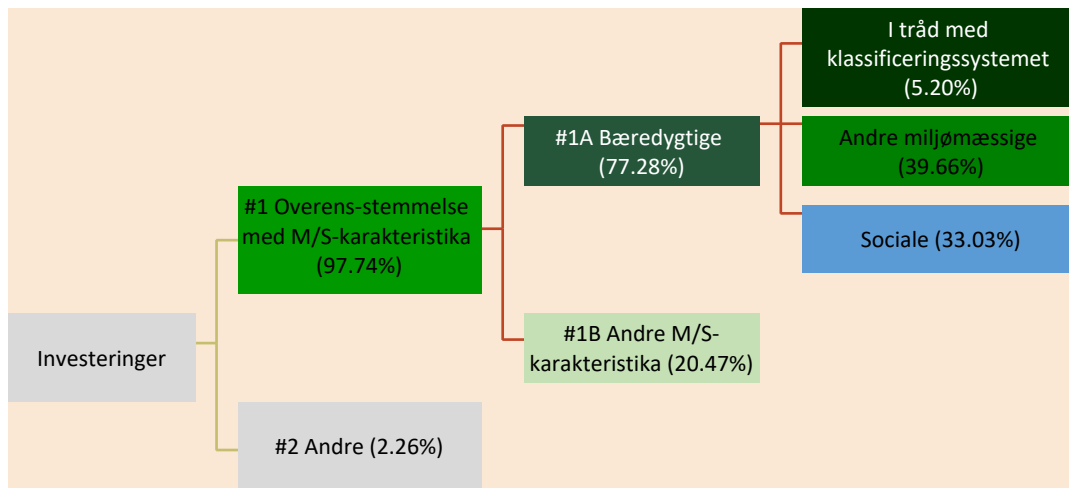 I tråd med
klassificeringssystemet
(5.20%)
#1A Bæredygtige
(77.28%)
Andre miljømæssige
(39.66%)
#1 Overens-stemmelse
med M/S-karakteristika
(97.74%)
Sociale (33.03%)
Investeringer
#1B Andre M/S-
karakteristika (20.47%)
#2 Andre (2.26%)